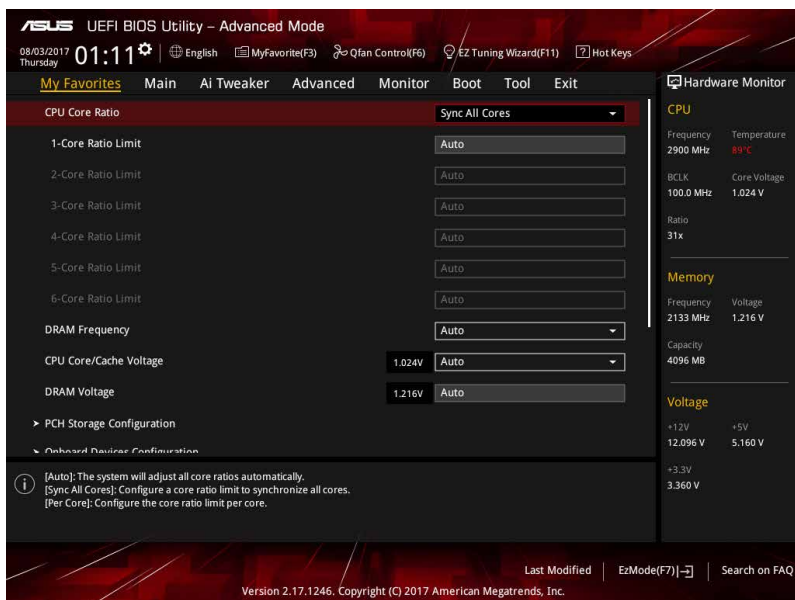 ASUS UEFI BIOS Utility – Advanced Mode
08/03/2017 Thursday 01:11 English MyFavorite(F3) Qfan Control(F6) EZ Tuning Wizard(F11) ? Hot Keys
My Favorites Main Ai Tweaker Advanced Monitor Boot Tool Exit
CPU Core Ratio Sync All Cores
1-Core Ratio Limit Auto
2-Core Ratio Limit Auto
3-Core Ratio Limit Auto
4-Core Ratio Limit Auto
5-Core Ratio Limit Auto
6-Core Ratio Limit Auto
DRAM Frequency Auto
CPU Core/Cache Voltage 1.024V Auto
DRAM Voltage 1.216V Auto
> PCH Storage Configuration
> Onboard Devices Configuration
[Auto]: The system will adjust all core ratios automatically.
[Sync All Cores]: Configure a core ratio limit to synchronize all cores.
[Per Core]: Configure the core ratio limit per core.
Hardware Monitor
CPU
Frequency Temperature
2900 MHz 89°C
BCLK Core Voltage
100.0 MHz 1.024 V
Ratio
31x
Memory
Frequency Voltage
2133 MHz 1.216 V
Capacity
4096 MB
Voltage
+12V +5V
12.096 V 5.160 V
+3.3V
3.360 V
Last Modified EzMode(F7) Search on FAQ
Version 2.17.1246. Copyright (C) 2017 American Megatrends, Inc.